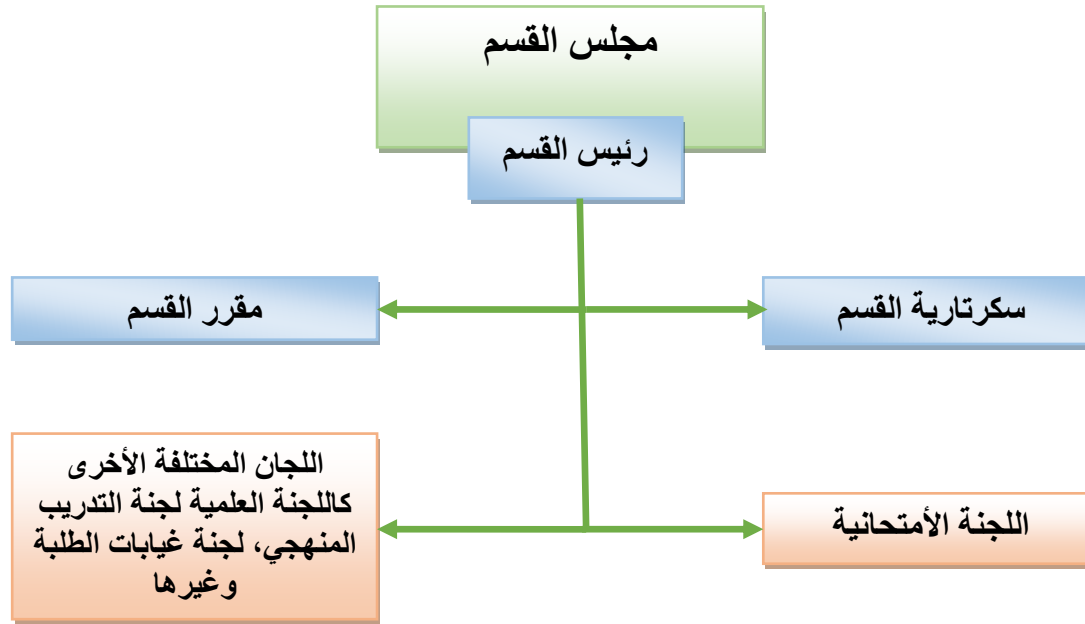 مجلس القسم
رئيس القسم
سكرتارية القسم
مقرر القسم
اللجنة الأمتحانية
اللجان المختلفة الأخرى
كاللجنة العلمية لجنة التدريب
المنهجي، لجنة غيابات الطلبة
وغيرها